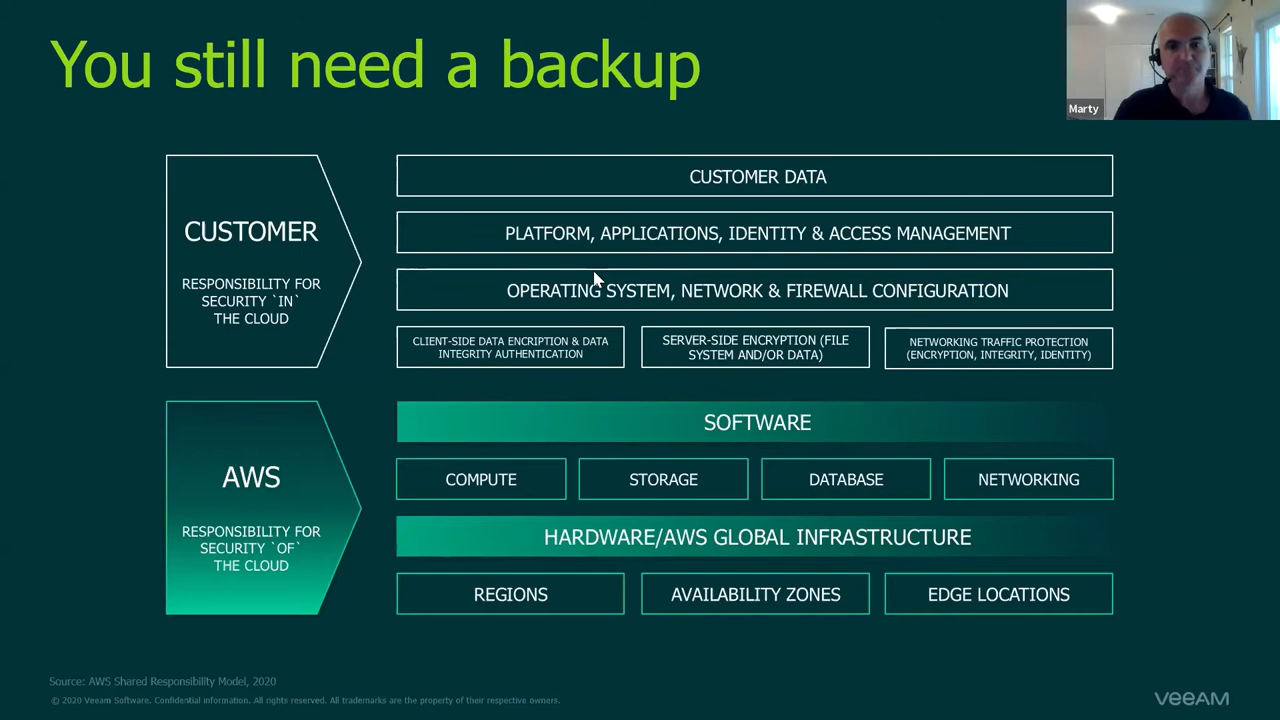 You still need a backup
Marty
CUSTOMER
RESPONSIBILITY FOR
SECURITY `IN`
THE CLOUD
CUSTOMER DATA
PLATFORM, APPLICATIONS, IDENTITY & ACCESS MANAGEMENT
OPERATING SYSTEM, NETWORK & FIREWALL CONFIGURATION
CLIENT-SIDE DATA ENCRIPTION & DATA
INTEGRITY AUTHENTICATION
SERVER-SIDE ENCRYPTION (FILE
SYSTEM AND/OR DATA)
NETWORKING TRAFFIC PROTECTION
(ENCRYPTION, INTEGRITY, IDENTITY)
AWS
RESPONSIBILITY FOR
SECURITY `OF`
THE CLOUD
SOFTWARE
COMPUTE
STORAGE
DATABASE
NETWORKING
HARDWARE/AWS GLOBAL INFRASTRUCTURE
REGIONS
AVAILABILITY ZONES
EDGE LOCATIONS
Source: AWS Shared Responsibility Model, 2020
© 2020 Veeam Software. Confidential information. All rights reserved. All trademarks are the property of their respective owners.
veeAM